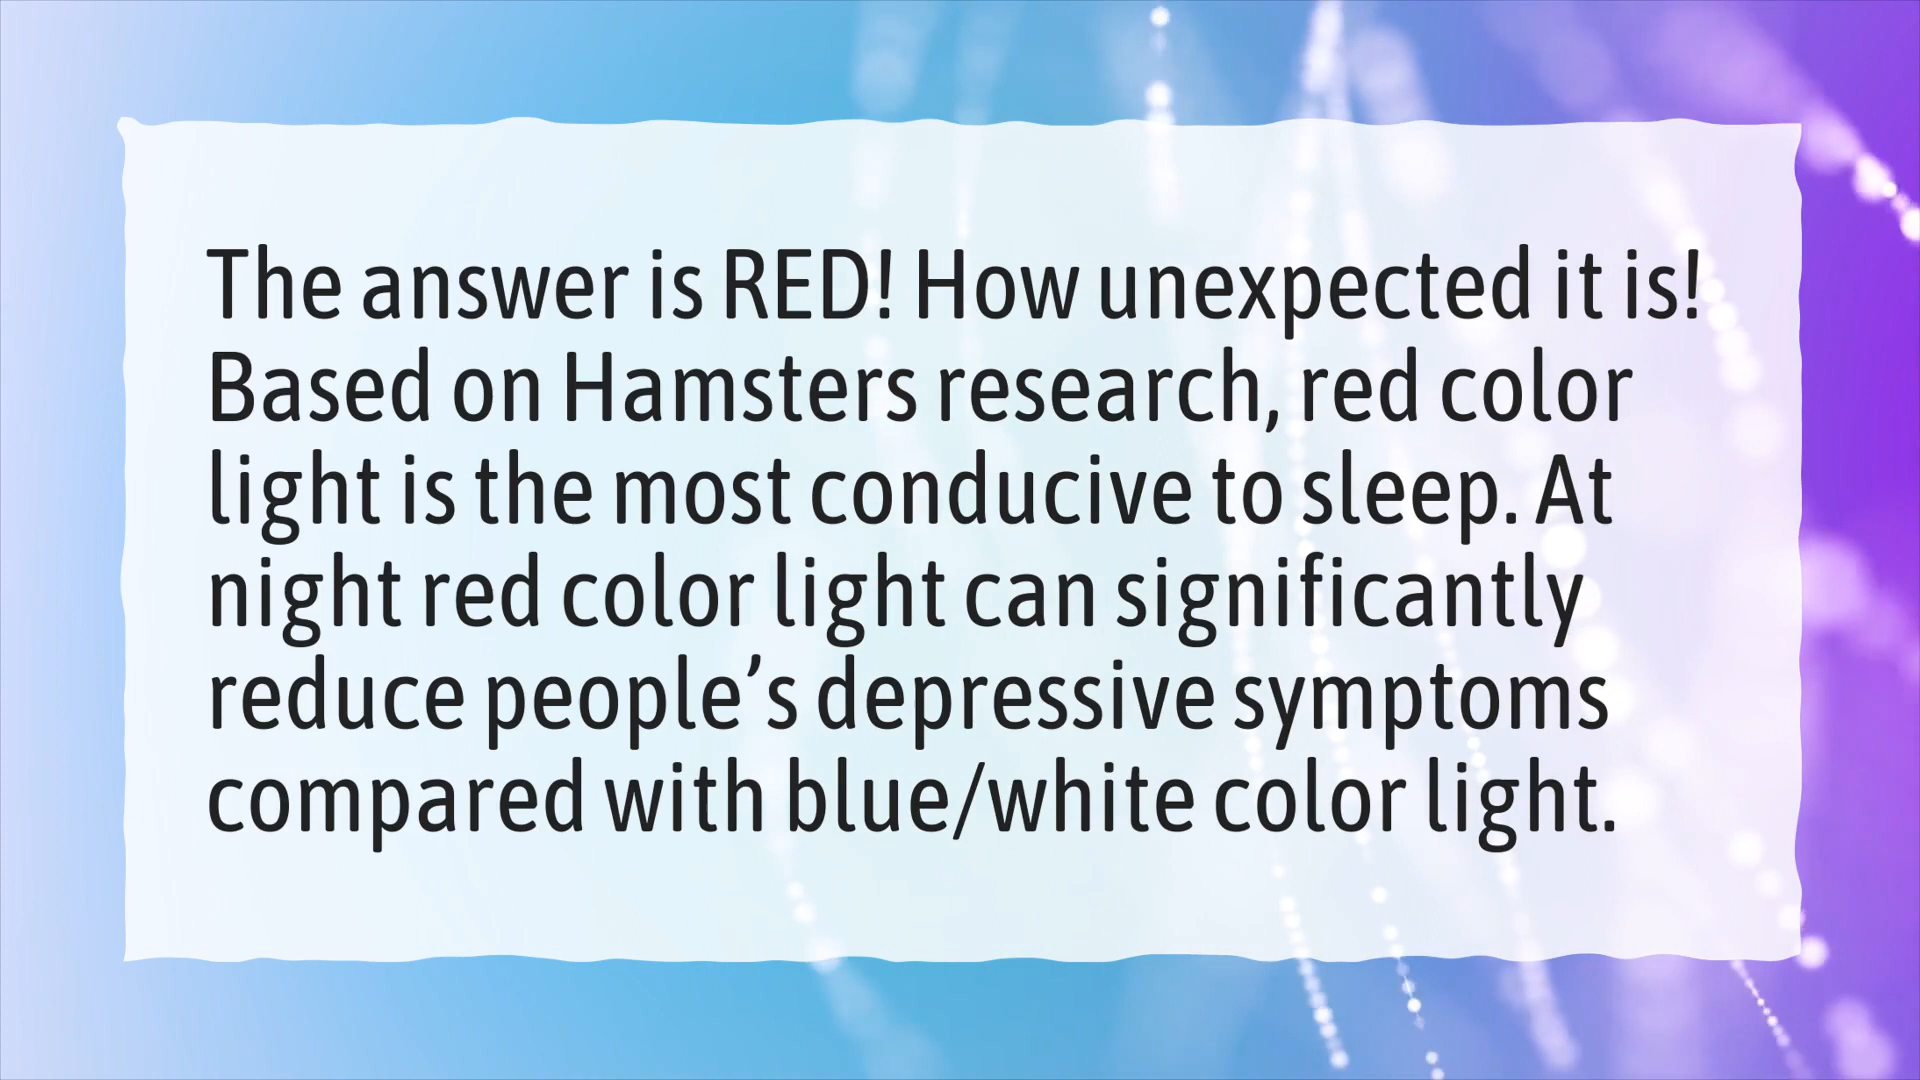 The answer is RED! How unexpected it is!
Based on Hamsters research, red color
light is the most conducive to sleep. At
night red color light can significantly
reduce people’s depressive symptoms
compared with blue/white color light.